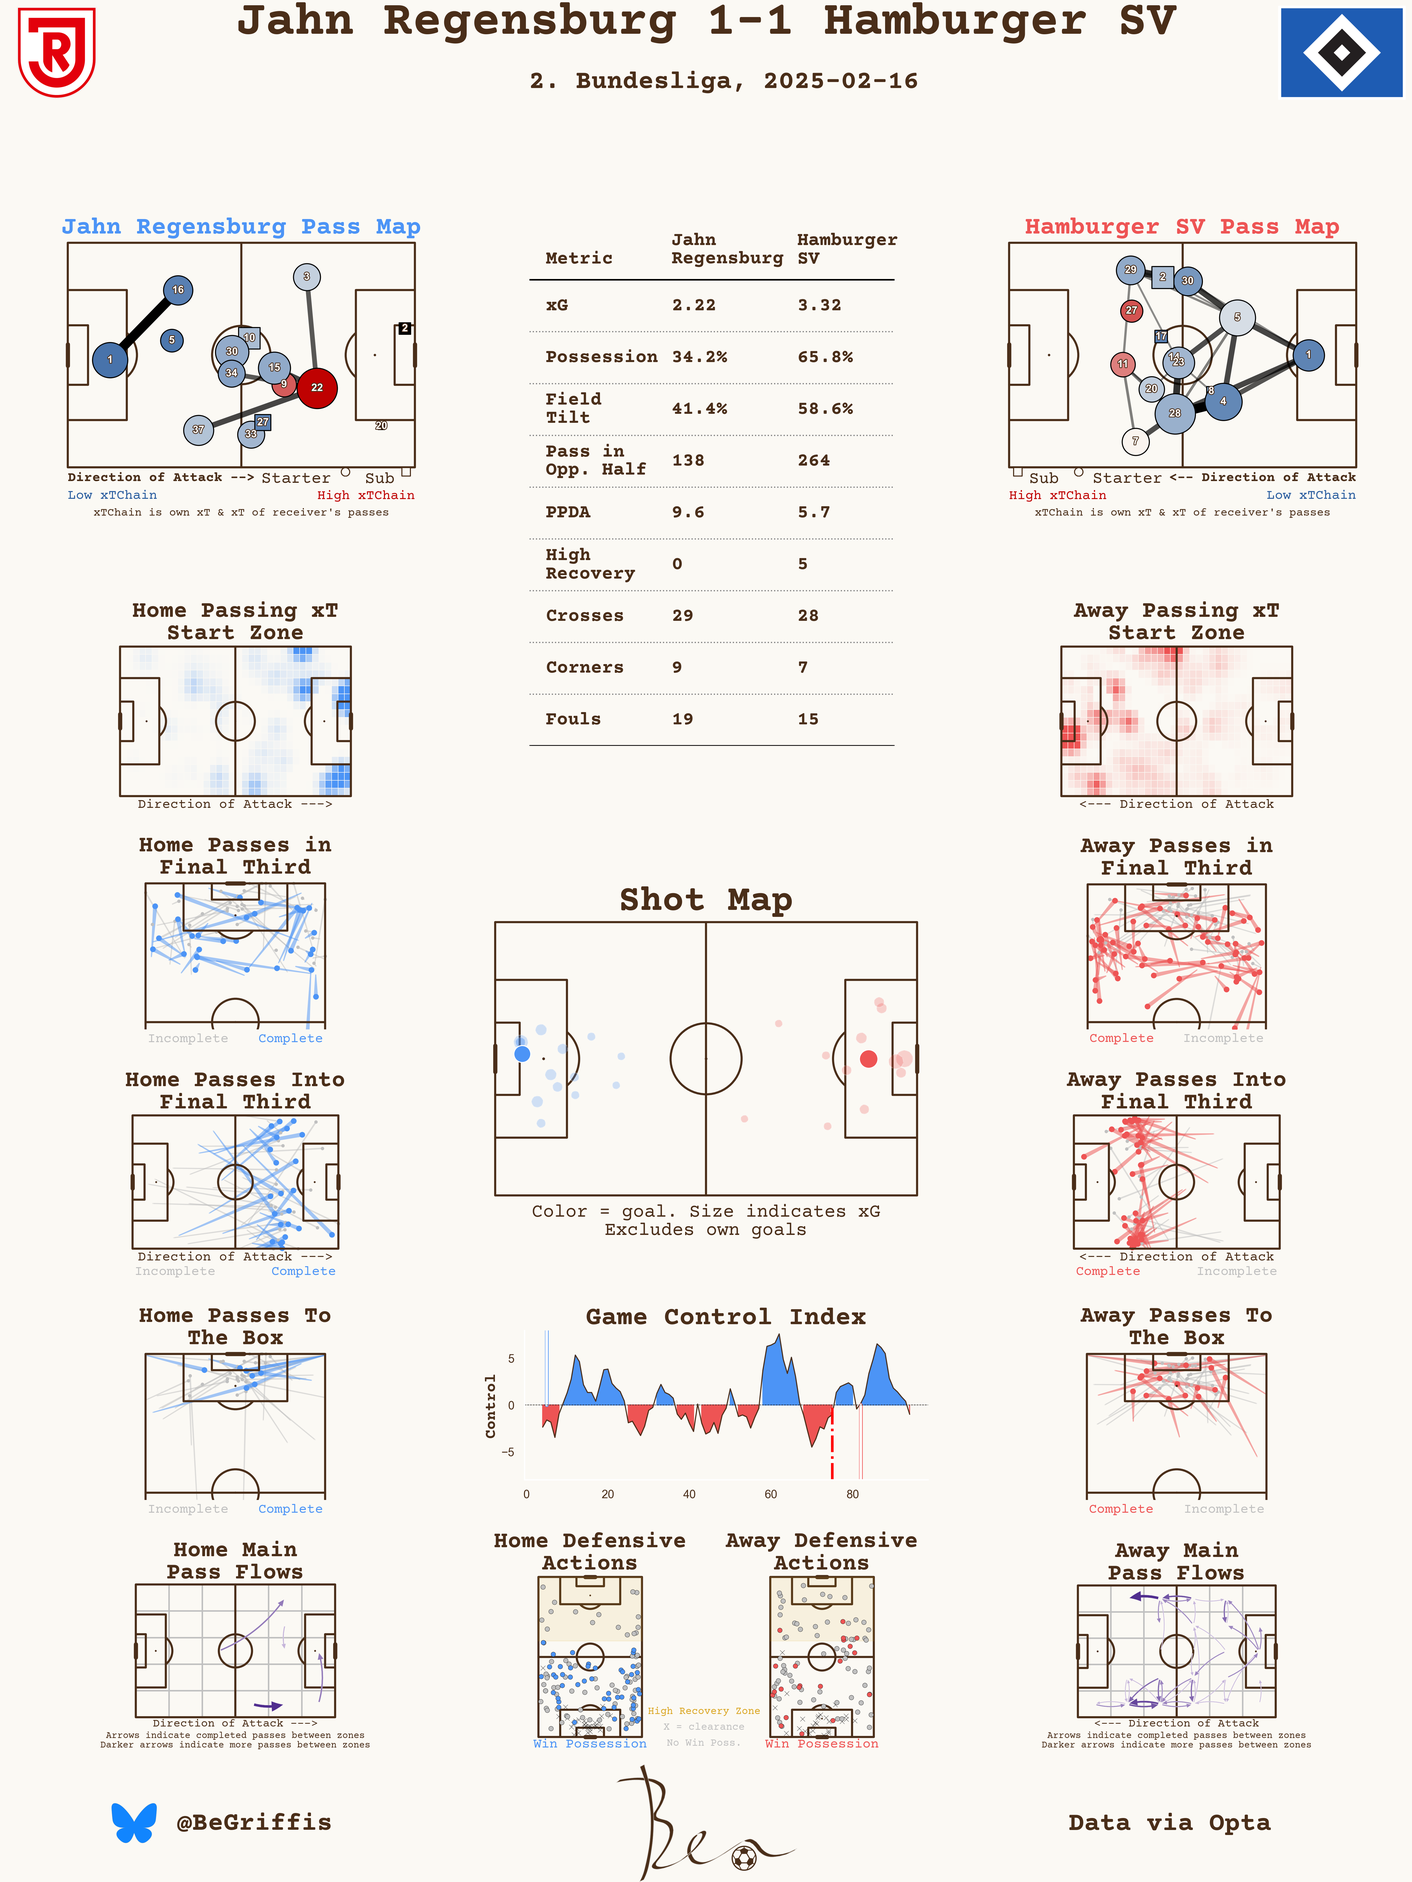 Jahn Regensburg 1-1 Hamburger SV
2. Bundesliga, 2025-02-16
Jahn Regensburg Pass Map
3
16
2
10
5
30
1
34
15
9
22
27
37
33
20
Direction of Attack --> Starter Sub
Low xTChain High xTChain
xTChain is own xT & xT of receiver's passes
Metric Jahn Regensburg Hamburger SV
xG 2.22 3.32
Possession 34.2% 65.8%
Field Tilt 41.4% 58.6%
Pass in Opp. Half 138 264
PPDA 9.6 5.7
High Recovery 0 5
Crosses 29 28
Corners 9 7
Fouls 19 15
Hamburger SV Pass Map
29
2
30
27
5
17
14
23
1
11
20
8
4
28
7
Sub Starter <-- Direction of Attack
High xTChain Low xTChain
xTChain is own xT & xT of receiver's passes
Home Passing xT
Start Zone
Direction of Attack --->
Away Passing xT
Start Zone
<--- Direction of Attack
Home Passes in
Final Third
Incomplete Complete
Away Passes in
Final Third
Complete Incomplete
Shot Map
Color = goal. Size indicates xG
Excludes own goals
Home Passes Into
Final Third
Direction of Attack --->
Incomplete Complete
Away Passes Into
Final Third
<--- Direction of Attack
Complete Incomplete
Home Passes To
The Box
Incomplete Complete
Game Control Index
Control
5
0
−5
0 20 40 60 80
Away Passes To
The Box
Complete Incomplete
Home Main
Pass Flows
Direction of Attack --->
Arrows indicate completed passes between zones
Darker arrows indicate more passes between zones
Home Defensive
Actions
Win Possession
Away Defensive
Actions
Win Possession
High Recovery Zone
X = clearance
No Win Poss.
Away Main
Pass Flows
<--- Direction of Attack
Arrows indicate completed passes between zones
Darker arrows indicate more passes between zones
@BeGriffis
Ben
Data via Opta